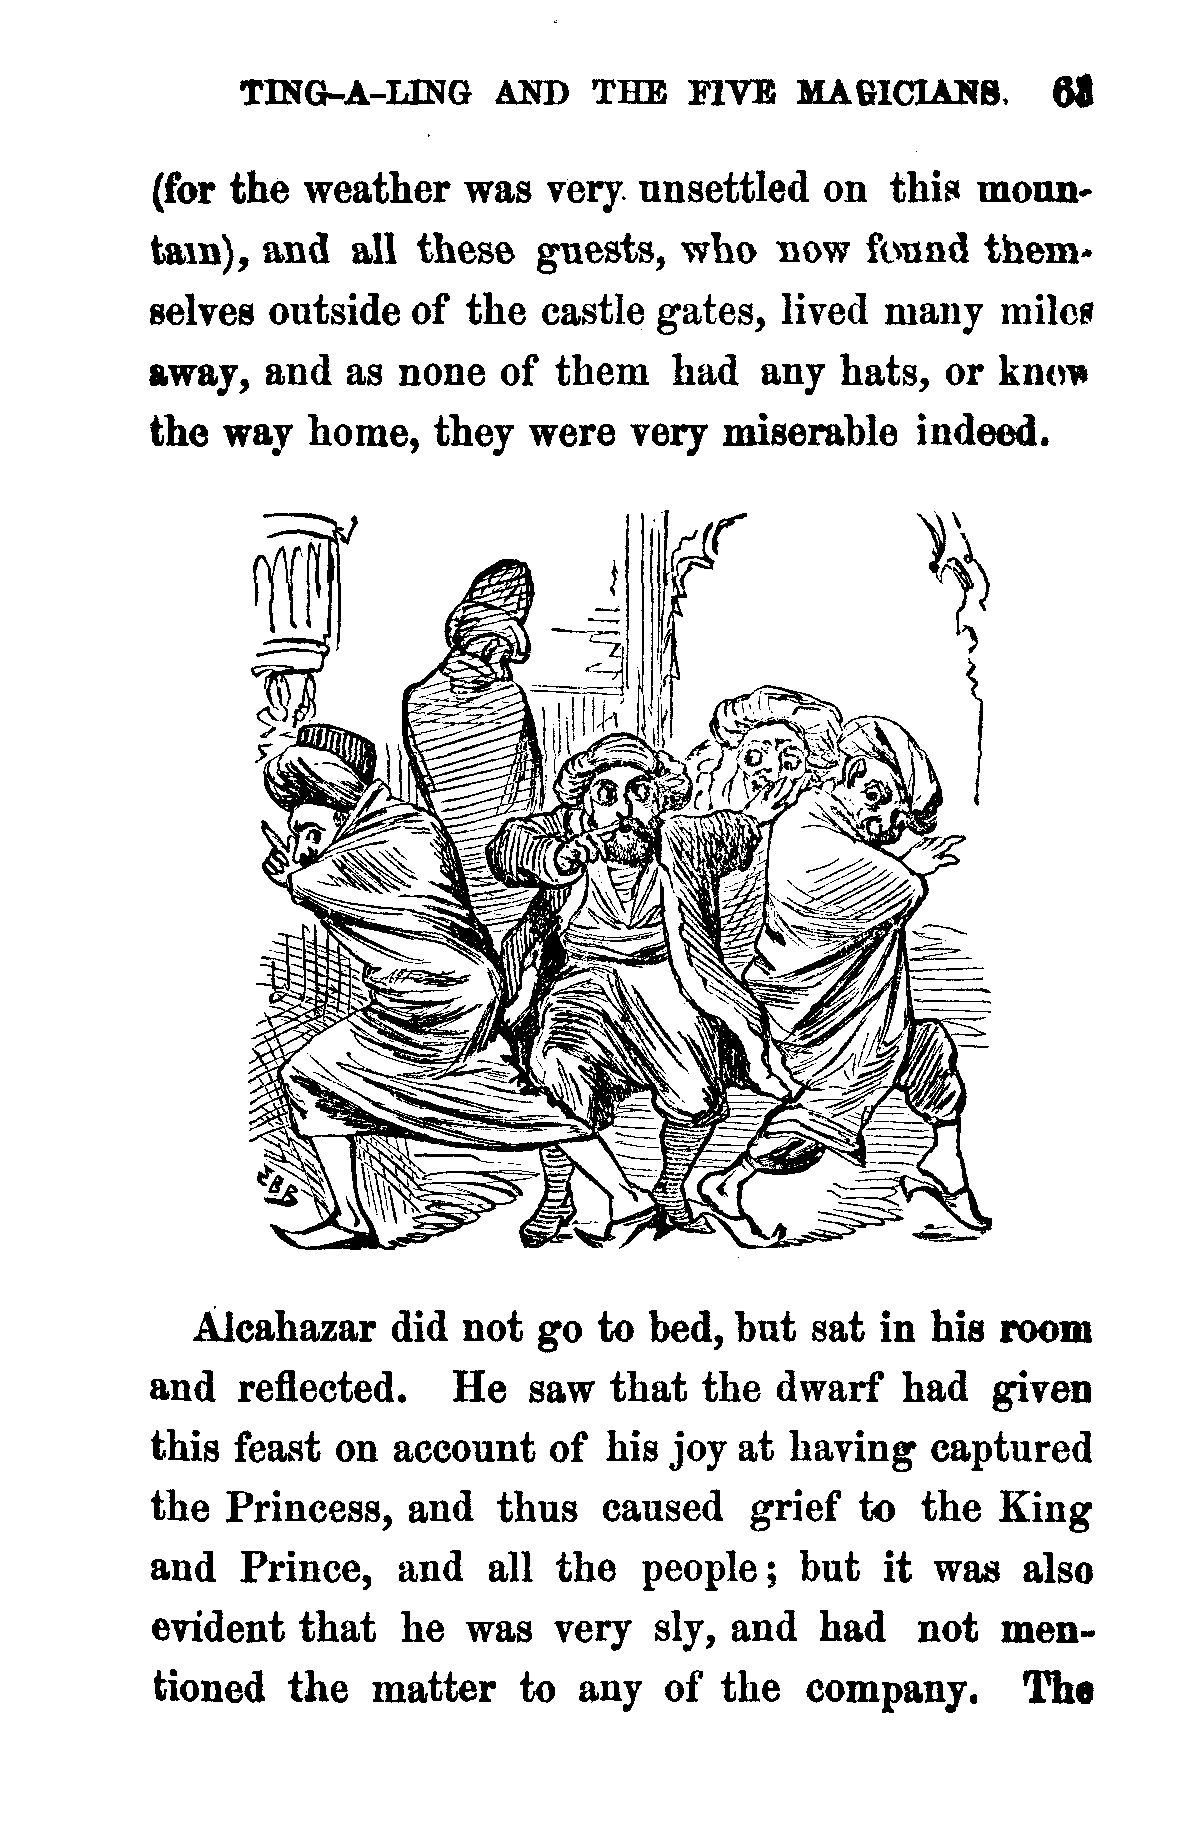 TING-A-LING AND THE FIVE MAGICIANS.
(for the weather was very unsettled on this moun-
tain), and all these guests, who now found them-
selves outside of the castle gates, lived many miles
away, and as none of them had any hats, or knew
the way home, they were very miserable indeed.
EBB
Alcahazar did not go to bed, but sat in his room
and reflected. He saw that the dwarf had given
this feast on account of his joy at having captured
the Princess, and thus caused grief to the King
and Prince, and all the people; but it was also
evident that he was very sly, and had not men-
tioned the matter to any of the company. The